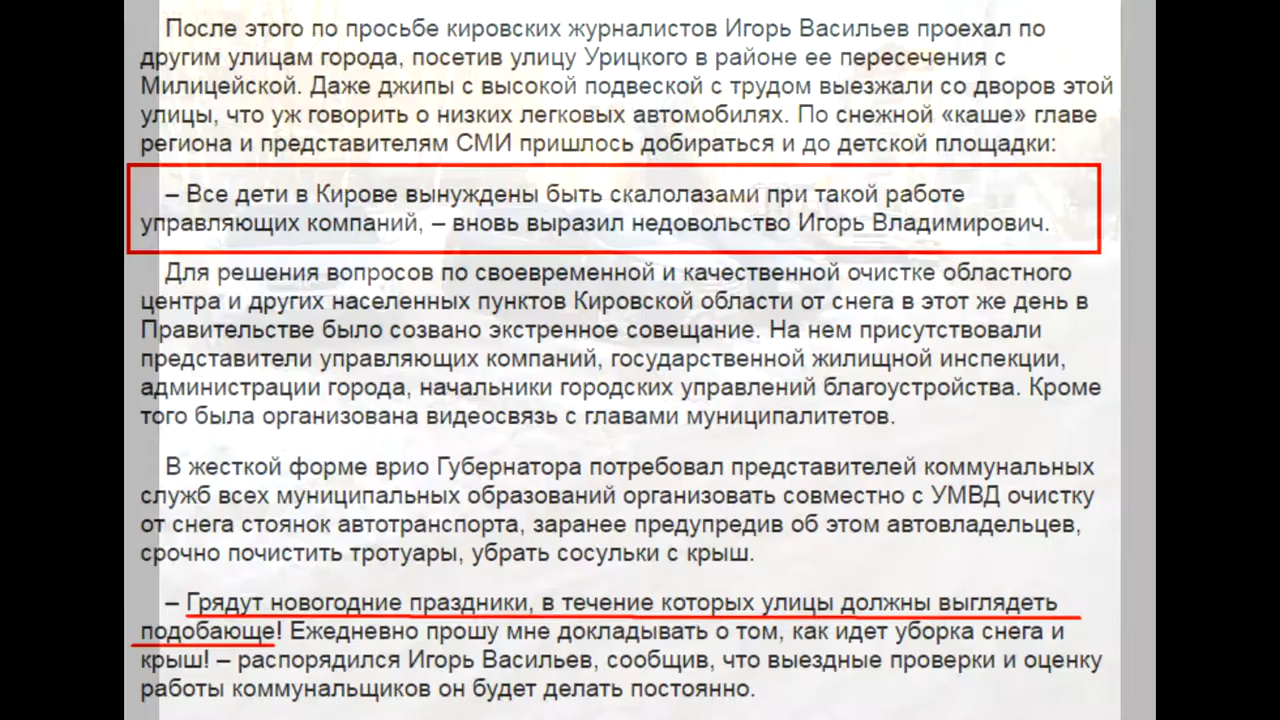 После этого по просьбе кировских журналистов Игорь Васильев проехал по
другим улицам города, посетив улицу Урицкого в районе ее пересечения с
Милицейской. Даже джипы с высокой подвеской с трудом выезжали со дворов этой
улицы, что уж говорить о низких легковых автомобилях. По снежной «каше» главе
региона и представителям СМИ пришлось добираться и до детской площадки:
– Все дети в Кирове вынуждены быть скалолазами при такой работе
управляющих компаний, – вновь выразил недовольство Игорь Владимирович.
Для решения вопросов по своевременной и качественной очистке областного
центра и других населенных пунктов Кировской области от снега в этот же день в
Правительстве было созвано экстренное совещание. На нем присутствовали
представители управляющих компаний, государственной жилищной инспекции,
администрации города, начальники городских управлений благоустройства. Кроме
того была организована видеосвязь с главами муниципалитетов.
В жесткой форме врио Губернатора потребовал представителей коммунальных
служб всех муниципальных образований организовать совместно с УМВД очистку
от снега стоянок автотранспорта, заранее предупредив об этом автовладельцев,
срочно почистить тротуары, убрать сосульки с крыш.
– Грядут новогодние праздники, в течение которых улицы должны выглядеть
подобающе! Ежедневно прошу мне докладывать о том, как идет уборка снега и
крыш! – распорядился Игорь Васильев, сообщив, что выездные проверки и оценку
работы коммунальщиков он будет делать постоянно.